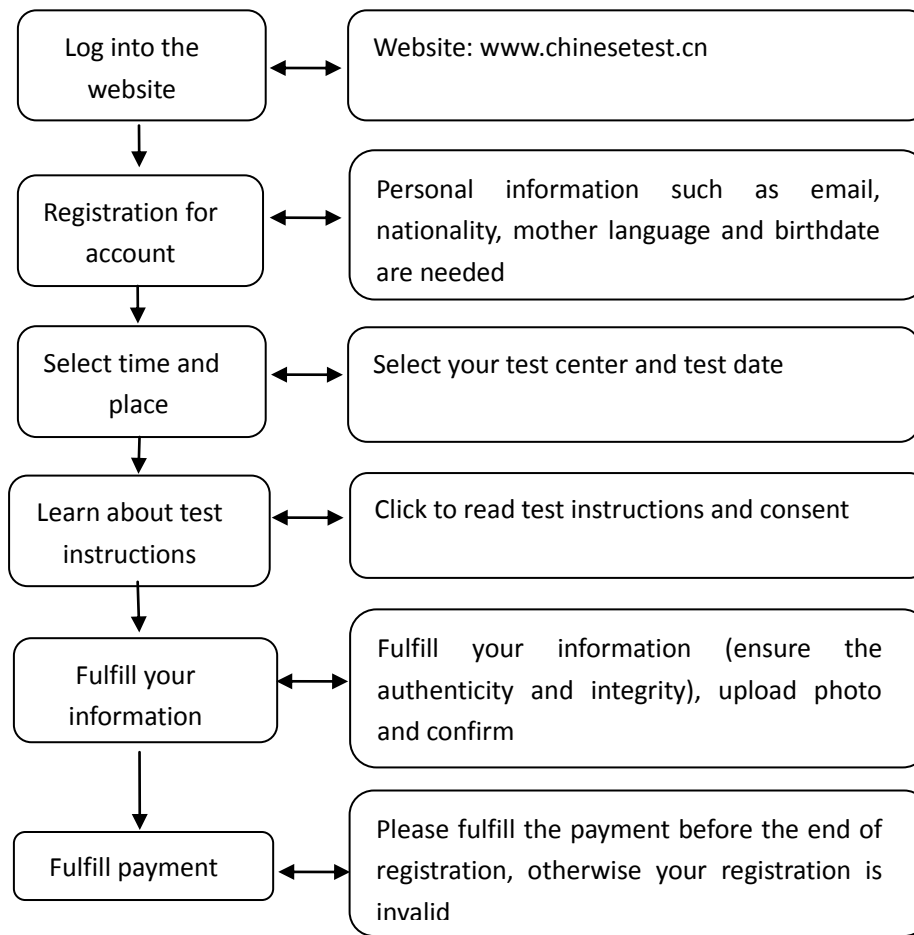 Log into the
website
Website: www.chinesetest.cn
Registration for
account
Personal information such as email,
nationality, mother language and birthdate
are needed
Select time and
place
Select your test center and test date
Learn about test
instructions
Click to read test instructions and consent
Fulfill your
information
Fulfill your information (ensure the
authenticity and integrity), upload photo
and confirm
Fulfill payment
Please fulfill the payment before the end of
registration, otherwise your registration is
invalid